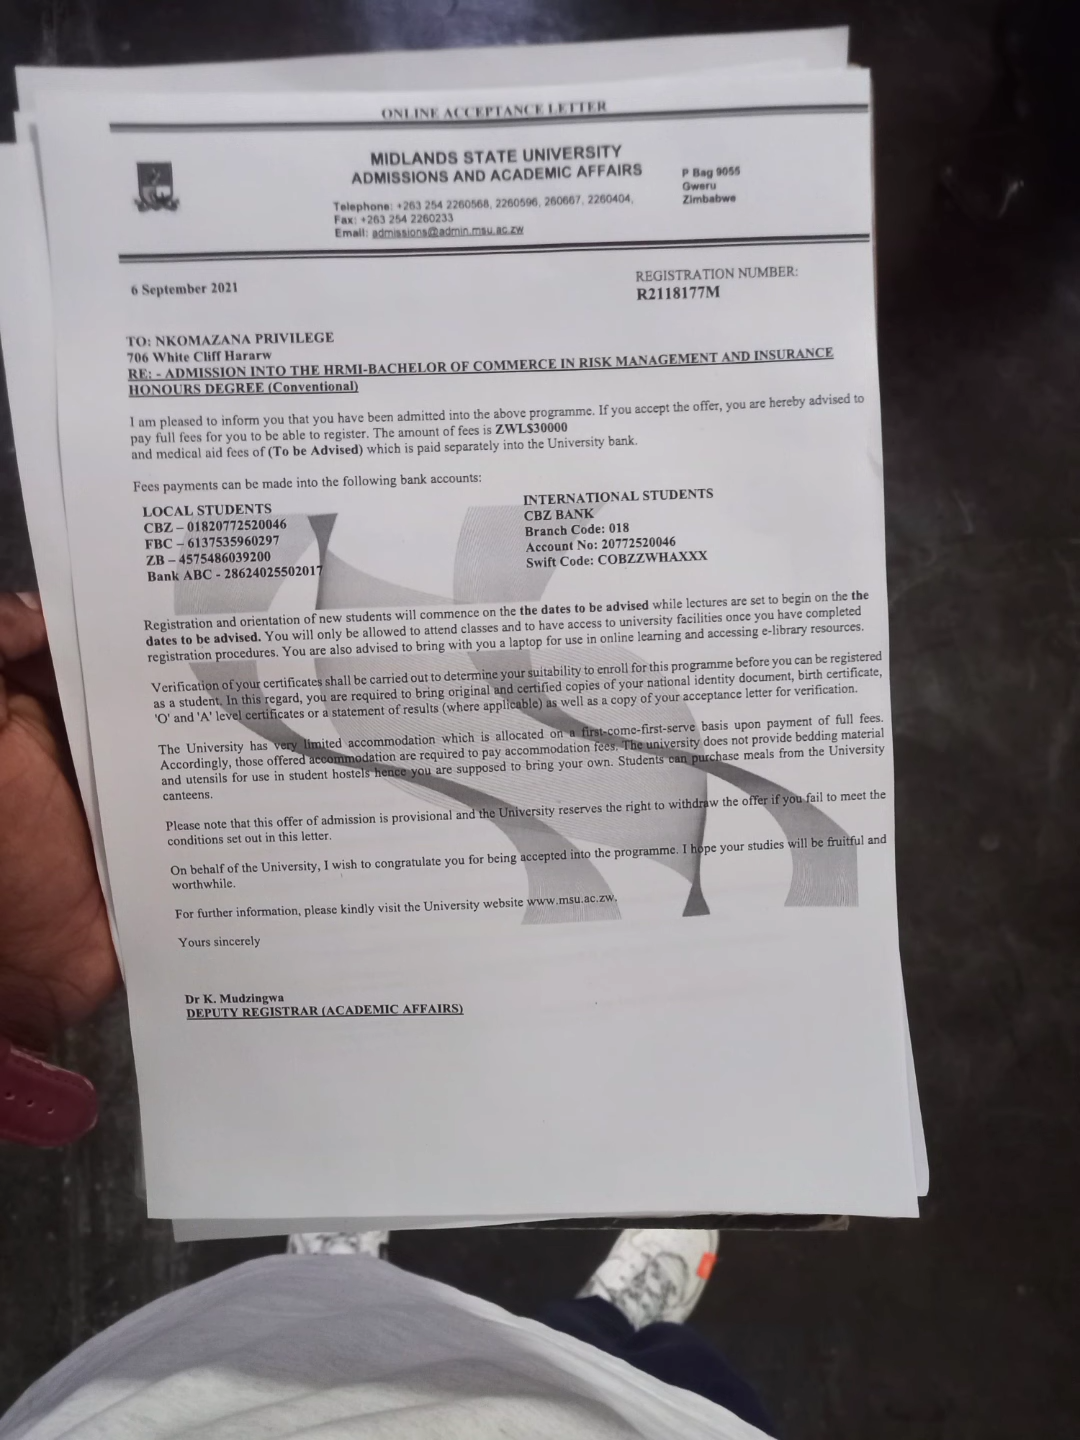 ONLINE ACCEPTANCE LETTER
MIDLANDS STATE UNIVERSITY
ADMISSIONS AND ACADEMIC AFFAIRS
Telephone: +263 254 2260568, 2260596, 260667, 2260404,
Fax: +263 254 2260233
Email: admissions@admin.msu.ac.zw
P Bag 9055
Gweru
Zimbabwe
6 September 2021
REGISTRATION NUMBER:
R2118177M
TO: NKOMAZANA PRIVILEGE
706 White Cliff Hararw
RE: - ADMISSION INTO THE HRMI-BACHELOR OF COMMERCE IN RISK MANAGEMENT AND INSURANCE
HONOURS DEGREE (Conventional)
I am pleased to inform you that you have been admitted into the above programme. If you accept the offer, you are hereby advised to
pay full fees for you to be able to register. The amount of fees is ZWL$30000
and medical aid fees of (To be Advised) which is paid separately into the University bank.
Fees payments can be made into the following bank accounts:
LOCAL STUDENTS
CBZ – 01820772520046
FBC – 6137535960297
ZB – 4575486039200
Bank ABC - 28624025502017
INTERNATIONAL STUDENTS
CBZ BANK
Branch Code: 018
Account No: 20772520046
Swift Code: COBZZWHAXXX
Registration and orientation of new students will commence on the the dates to be advised while lectures are set to begin on the the
dates to be advised. You will only be allowed to attend classes and to have access to university facilities once you have completed
registration procedures. You are also advised to bring with you a laptop for use in online learning and accessing e-library resources.
Verification of your certificates shall be carried out to determine your suitability to enroll for this programme before you can be registered
as a student. In this regard, you are required to bring original and certified copies of your national identity document, birth certificate,
'O' and 'A' level certificates or a statement of results (where applicable) as well as a copy of your acceptance letter for verification.
The University has very limited accommodation which is allocated on a first-come-first-serve basis upon payment of full fees.
Accordingly, those offered accommodation are required to pay accommodation fees. The university does not provide bedding material
and utensils for use in student hostels hence you are supposed to bring your own. Students can purchase meals from the University
canteens.
Please note that this offer of admission is provisional and the University reserves the right to withdraw the offer if you fail to meet the
conditions set out in this letter.
On behalf of the University, I wish to congratulate you for being accepted into the programme. I hope your studies will be fruitful and
worthwhile.
For further information, please kindly visit the University website www.msu.ac.zw.
Yours sincerely
Dr K. Mudzingwa
DEPUTY REGISTRAR (ACADEMIC AFFAIRS)